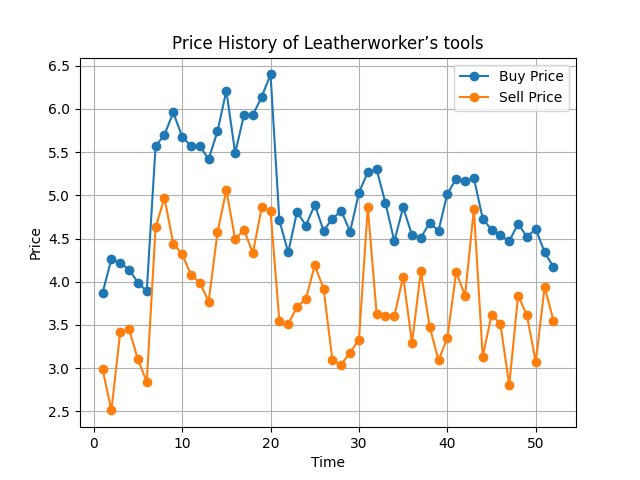 Price History of Leatherworker’s tools
Buy Price
Sell Price
6.5
6.0
5.5
5.0
4.5
4.0
3.5
3.0
2.5
Price
0 10 20 30 40 50
Time